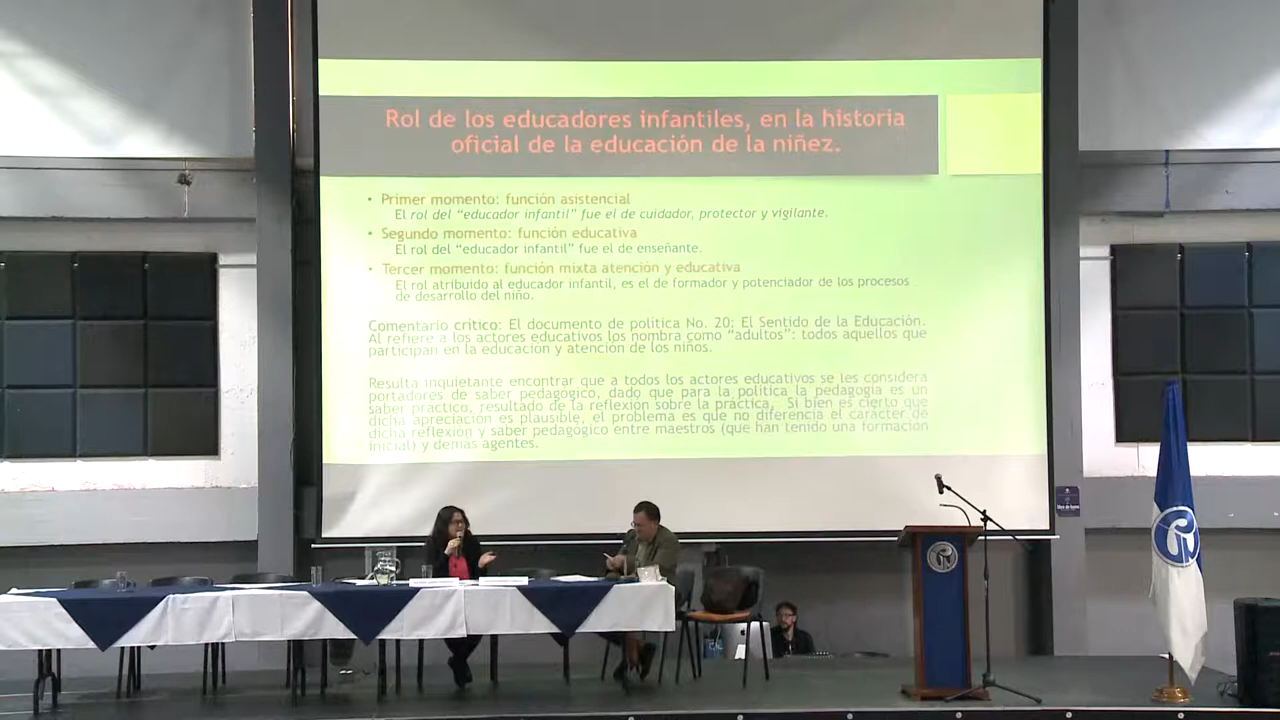 Rol de los educadores infantiles, en la historia
oficial de la educación de la niñez.
• Primer momento: función asistencial
El rol del “educador infantil” fue el de cuidador, protector y vigilante.
• Segundo momento: función educativa
El rol del “educador infantil” fue el de enseñante.
• Tercer momento: función mixta atención y educativa
El rol atribuido al educador infantil, es el de formador y potenciador de los procesos
de desarrollo del niño.
Comentario crítico: El documento de política No. 20: El Sentido de la Educación.
Al refiere a los actores educativos los nombra como “adultos”: todos aquellos que
participan en la educación y atención de los niños.
Resulta inquietante encontrar que a todos los actores educativos se les considera
portadores de saber pedagógico, dado que para la política la pedagogía es un
saber práctico, resultado de la reflexión sobre la práctica. Si bien es cierto que
dicha apreciación es plausible, el problema es que no diferencia el carácter de
dicha reflexión y saber pedagógico entre maestros (que han tenido una formación
inicial) y demás agentes.